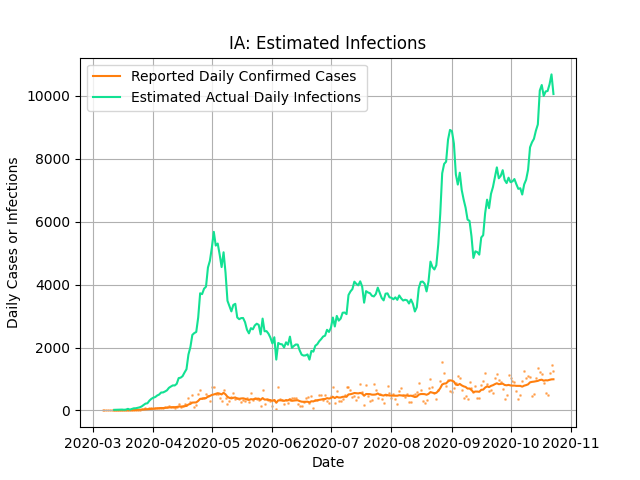 IA: Estimated Infections
Reported Daily Confirmed Cases
Estimated Actual Daily Infections
Daily Cases or Infections
10000
8000
6000
4000
2000
0
2020-03 2020-04 2020-05 2020-06 2020-07 2020-08 2020-09 2020-10 2020-11
Date